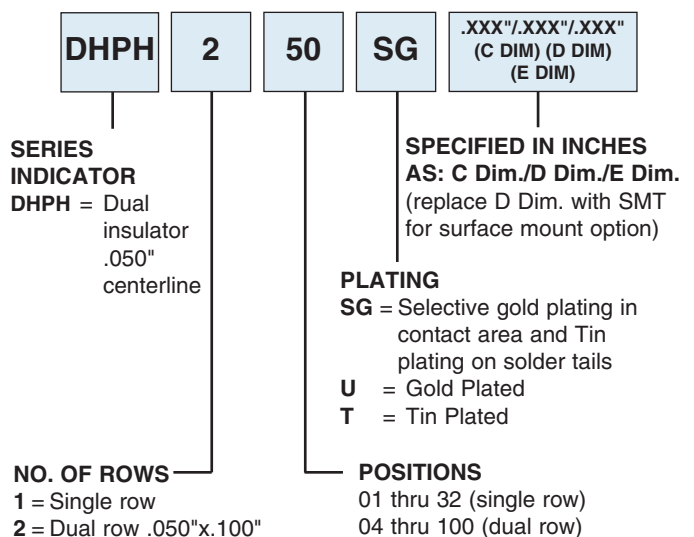 DHPH 2 50 SG .XXX"/.XXX"/.XXX"
(C DIM) (D DIM)
(E DIM)
SERIES
INDICATOR
DHPH = Dual
insulator
.050"
centerline
SPECIFIED IN INCHES
AS: C Dim./D Dim./E Dim.
(replace D Dim. with SMT
for surface mount option)
PLATING
SG = Selective gold plating in
contact area and Tin
plating on solder tails
U = Gold Plated
T = Tin Plated
NO. OF ROWS
1 = Single row
2 = Dual row .050"x.100"
POSITIONS
01 thru 32 (single row)
04 thru 100 (dual row)